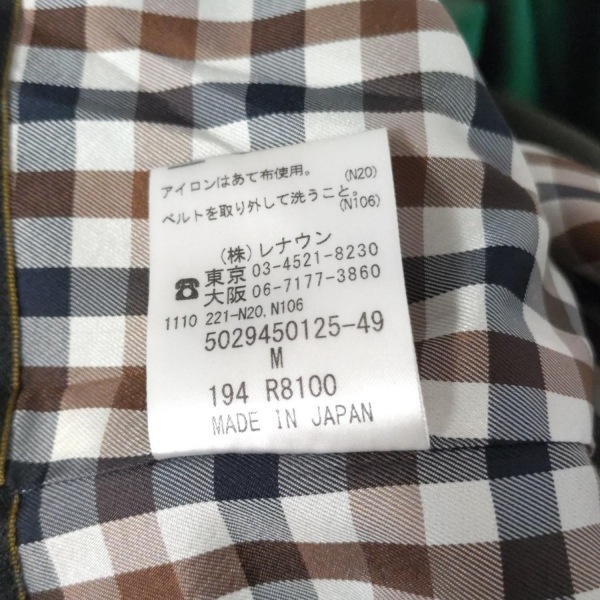 アイロンはあて布使用。 (N20)
ベルトを取り外して洗うこと。 (N106)
(株)レナウン
☎ 東京 03-4521-8230
大阪 06-7177-3860
1110 221-N20, N106
5029450125-49
M
194 R8100
MADE IN JAPAN